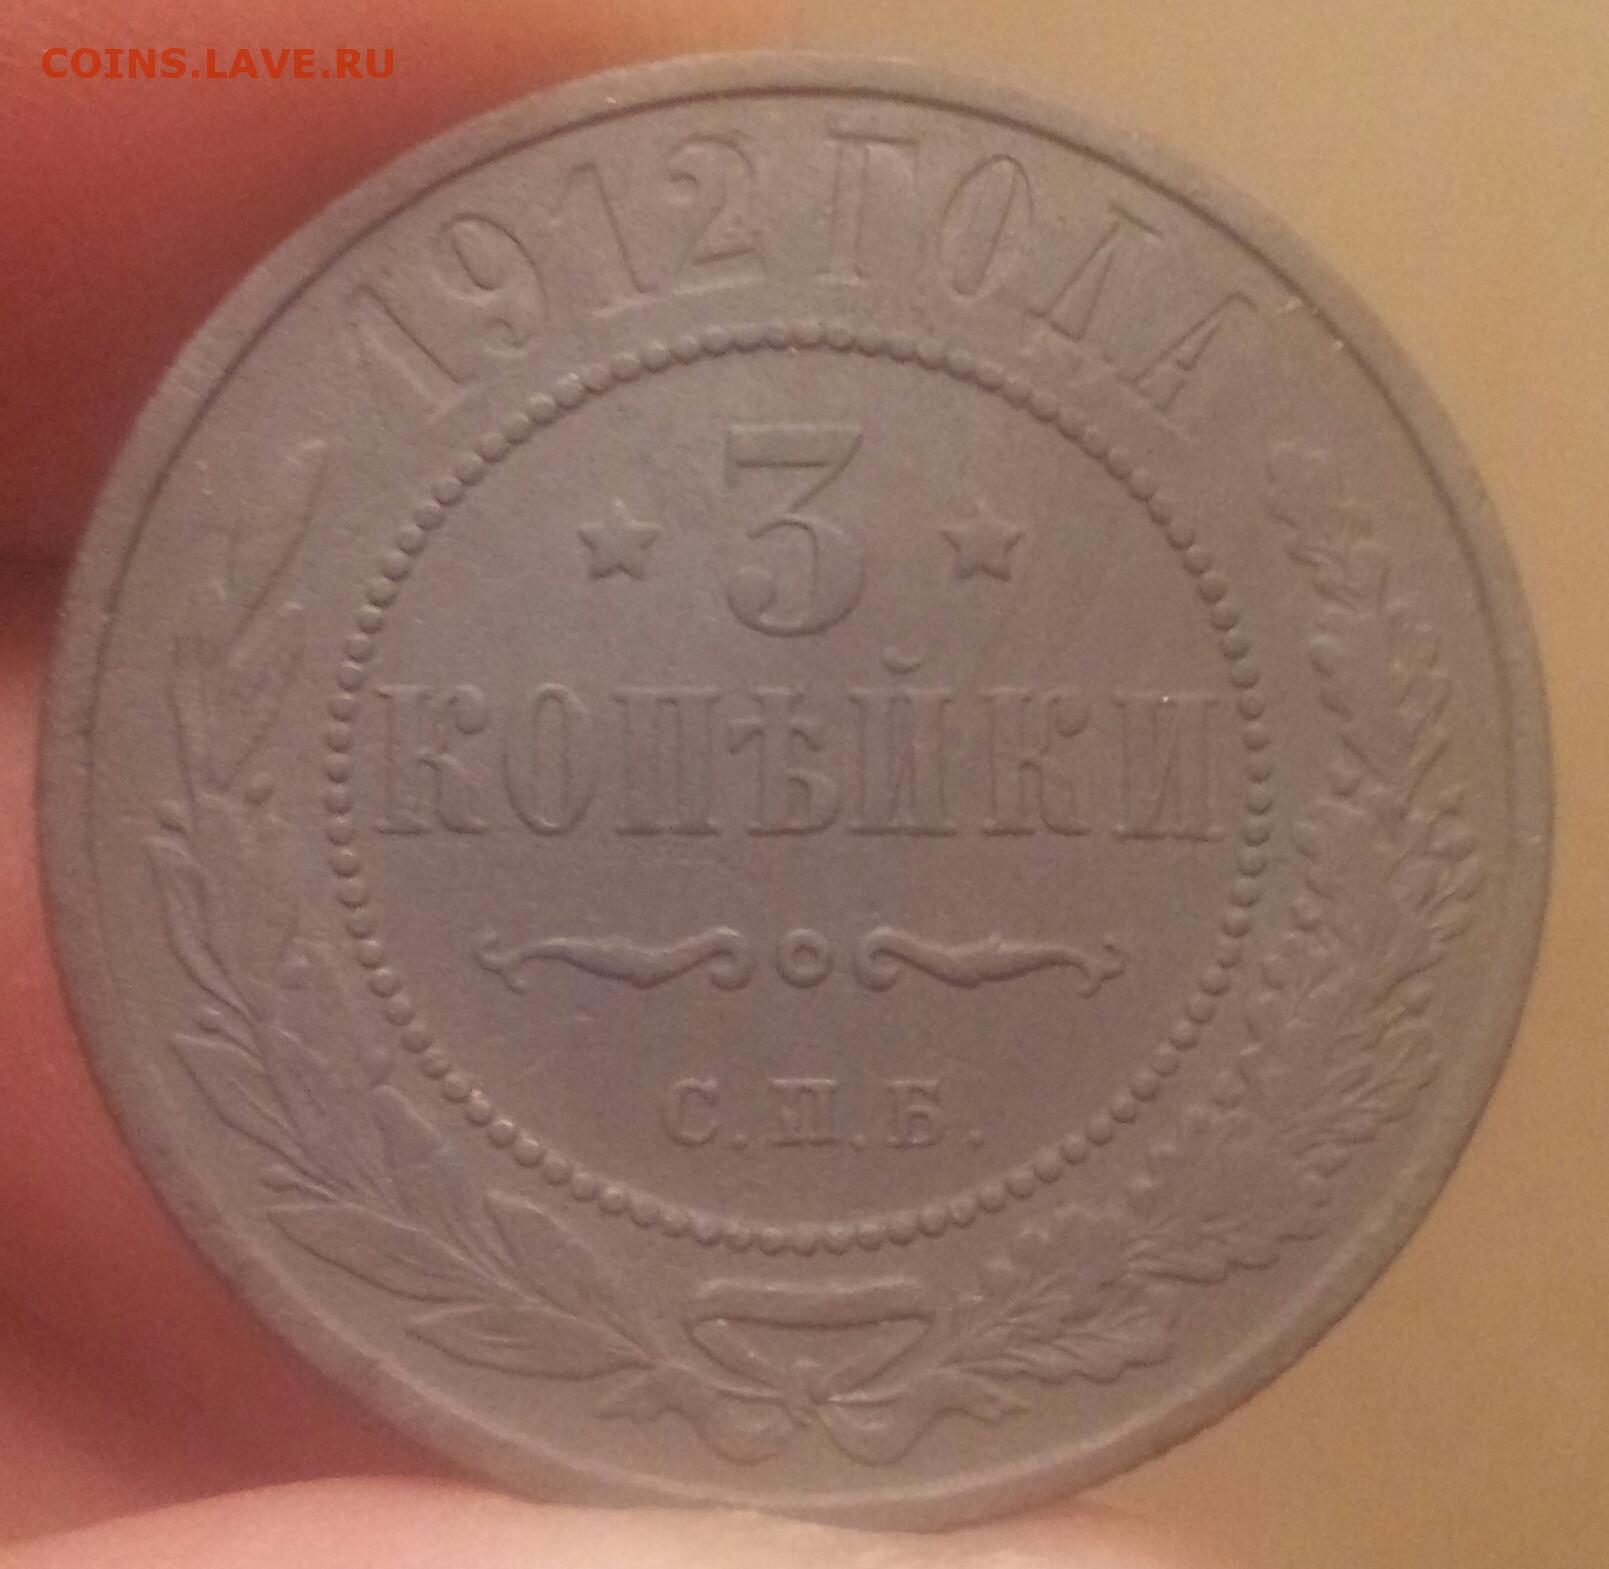 COINS.LAVE.RU
1912 ГОДА
3
КОПѢЙКИ
С.П.Б.